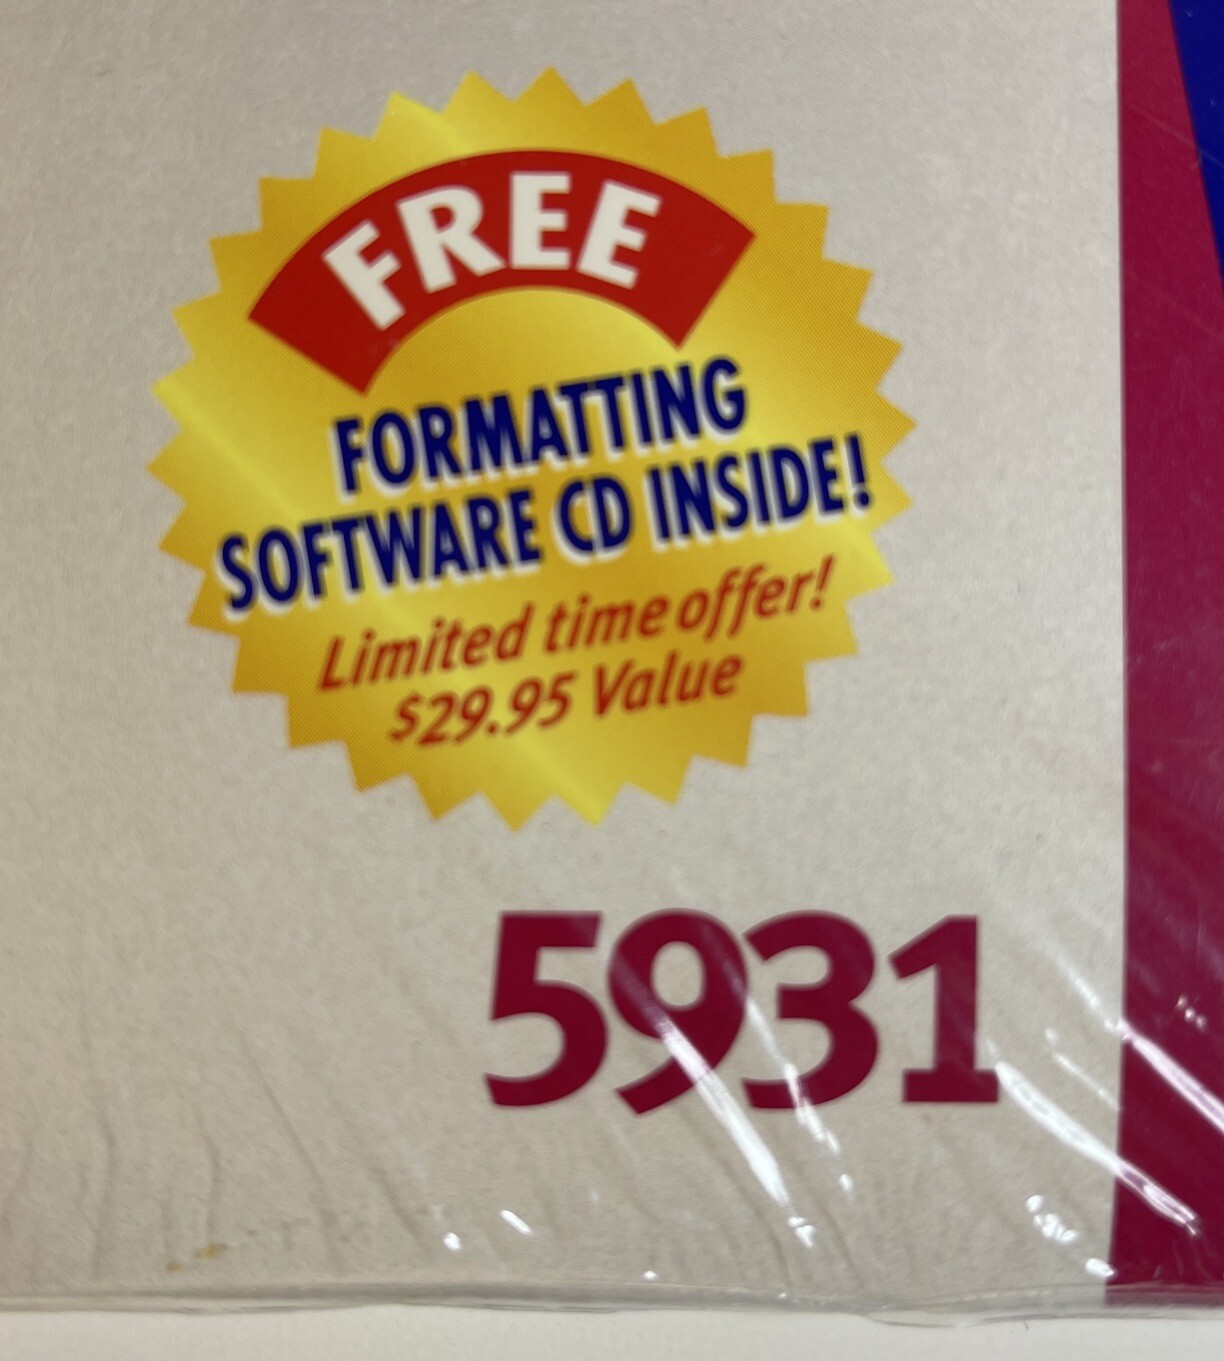 FREE
FORMATTING
SOFTWARE CD INSIDE!
Limited time offer!
$29.95 Value
5931